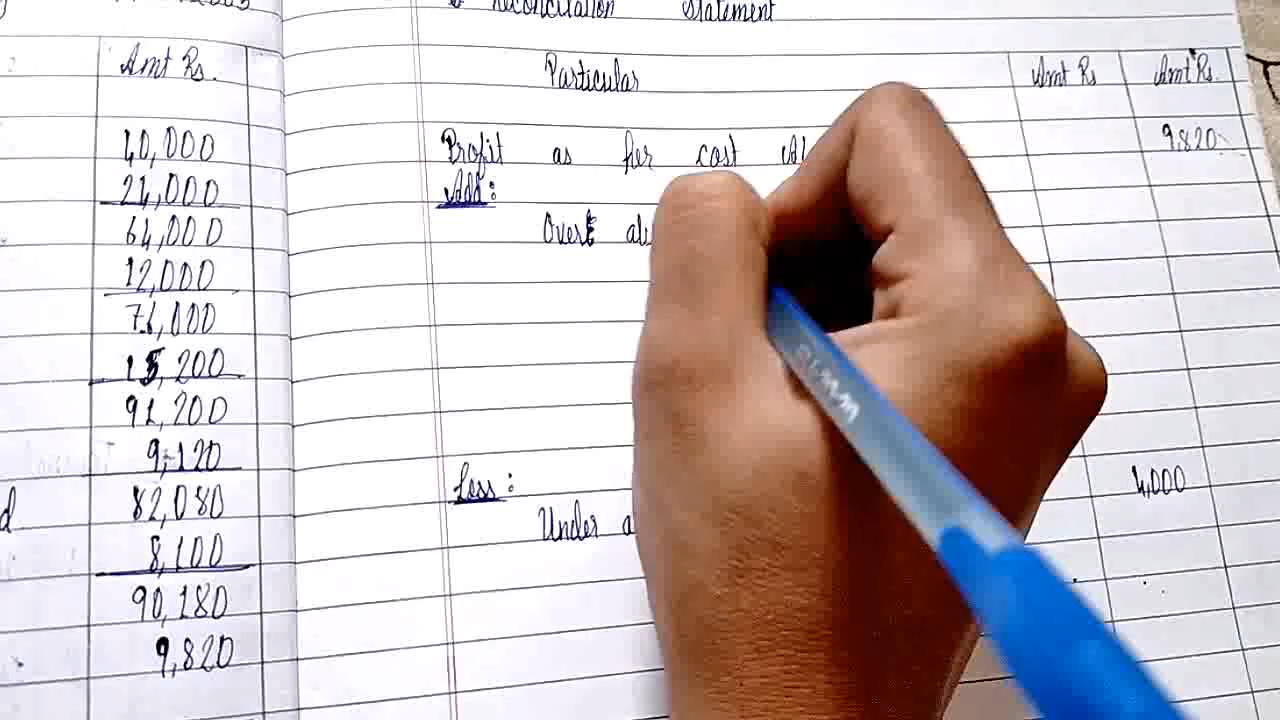 Reconciliation Statement
Amt Rs.
40,000
24,000
64,000
12,000
76,000
15,200
91,200
9,120
82,080
8,100
90,180
9,820
Particular Amt Rs Amt Rs.
Profit as per cost 9,820
Add:
Over
Less: 4,000
Under a